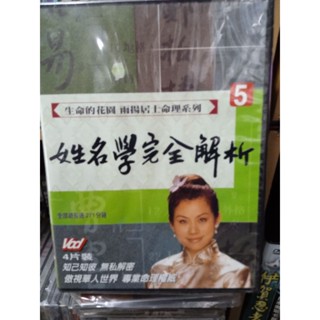 生命的花園 雨揚居士命理系列
5
姓名學完全解析
Vcd
4片裝
知己知彼 無私解密
傲視華人世界 專業命理權威